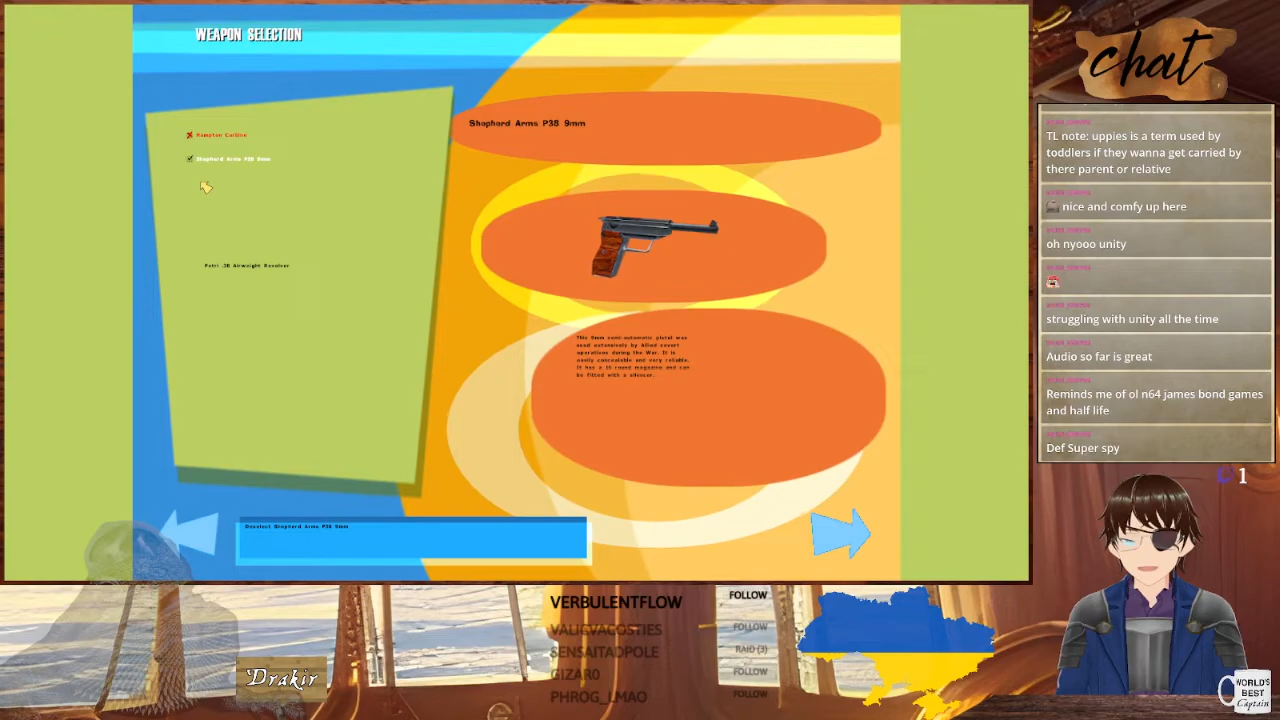 WEAPON SELECTION
Hampton Carbine
Shepherd Arms P38 9mm
Petri .38 Airweight Revolver
Shepherd Arms P38 9mm
This 9mm semi-automatic pistol was
used extensively by Allied covert
operations during the War. It is
easily concealable and very reliable.
It has a 15 round magazine and can
be fitted with a silencer.
Deselect Shepherd Arms P38 9mm
chat
TL note: uppies is a term used by
toddlers if they wanna get carried by
there parent or relative
nice and comfy up here
oh nyooo unity
struggling with unity all the time
Audio so far is great
Reminds me of ol n64 james bond games
and half life
Def Super spy
1
VERBULENTFLOW FOLLOW
VALICVACOSTIES FOLLOW
SENSAITADPOLE RAID (3)
GIZAR0 FOLLOW
PHROG_LMAO FOLLOW
Drakir
WORLD'S
BEST
Captain